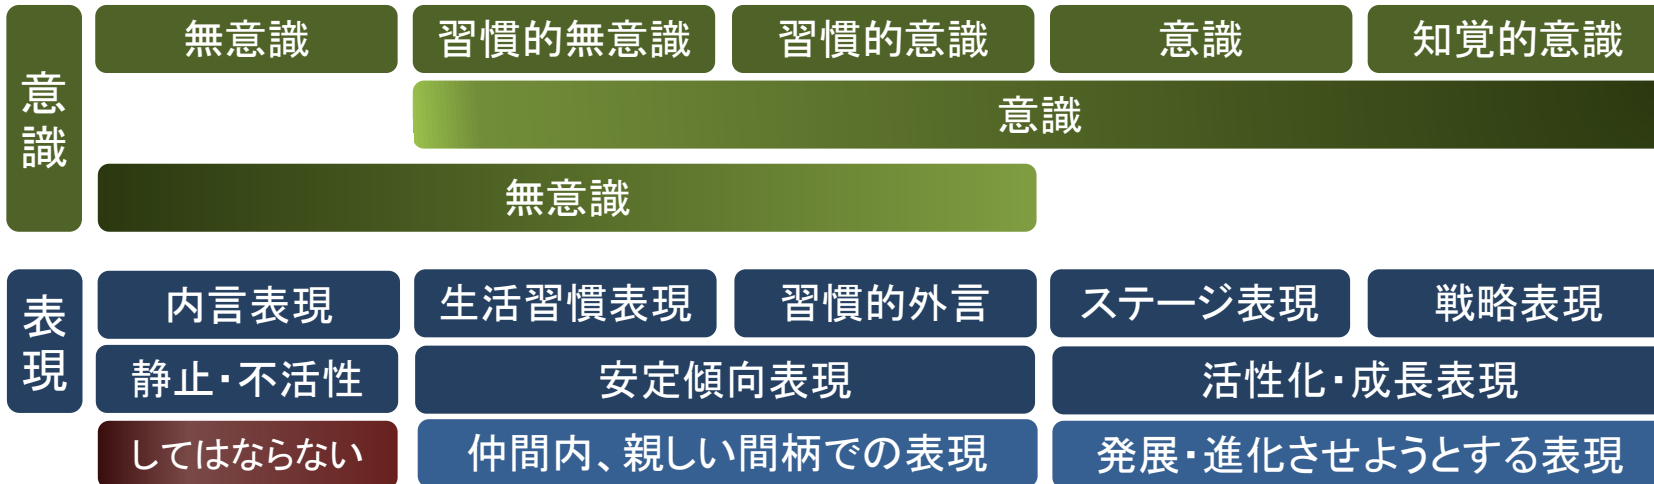 意識
無意識
習慣的無意識
習慣的意識
意識
知覚的意識
意識
無意識
表現
内言表現
生活習慣表現
習慣的外言
ステージ表現
戦略表現
静止・不活性
安定傾向表現
活性化・成長表現
してはならない
仲間内、親しい間柄での表現
発展・進化させようとする表現